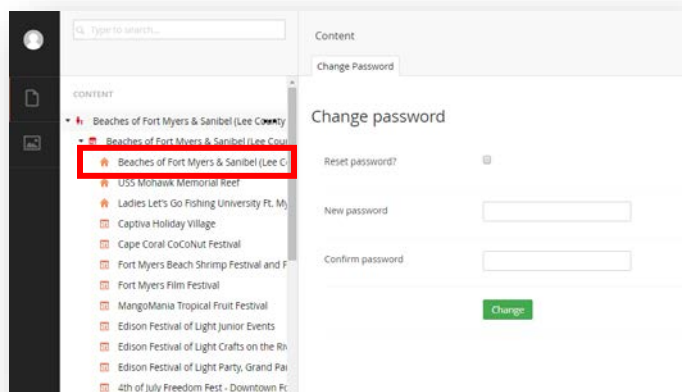 Type to search...
Content
Change Password
CONTENT
Beaches of Fort Myers & Sanibel (Lee County
Beaches of Fort Myers & Sanibel (Lee Coun
Beaches of Fort Myers & Sanibel (Lee C
USS Mohawk Memorial Reef
Ladies Let's Go Fishing University Ft. My
Captiva Holiday Village
Cape Coral CoCoNut Festival
Fort Myers Beach Shrimp Festival and P
Fort Myers Film Festival
MangoMania Tropical Fruit Festival
Edison Festival of Light Junior Events
Edison Festival of Light Crafts on the Riv
Edison Festival of Light Party, Grand Par
4th of July Freedom Fest - Downtown Fo
Change password
Reset password?
New password
Confirm password
Change